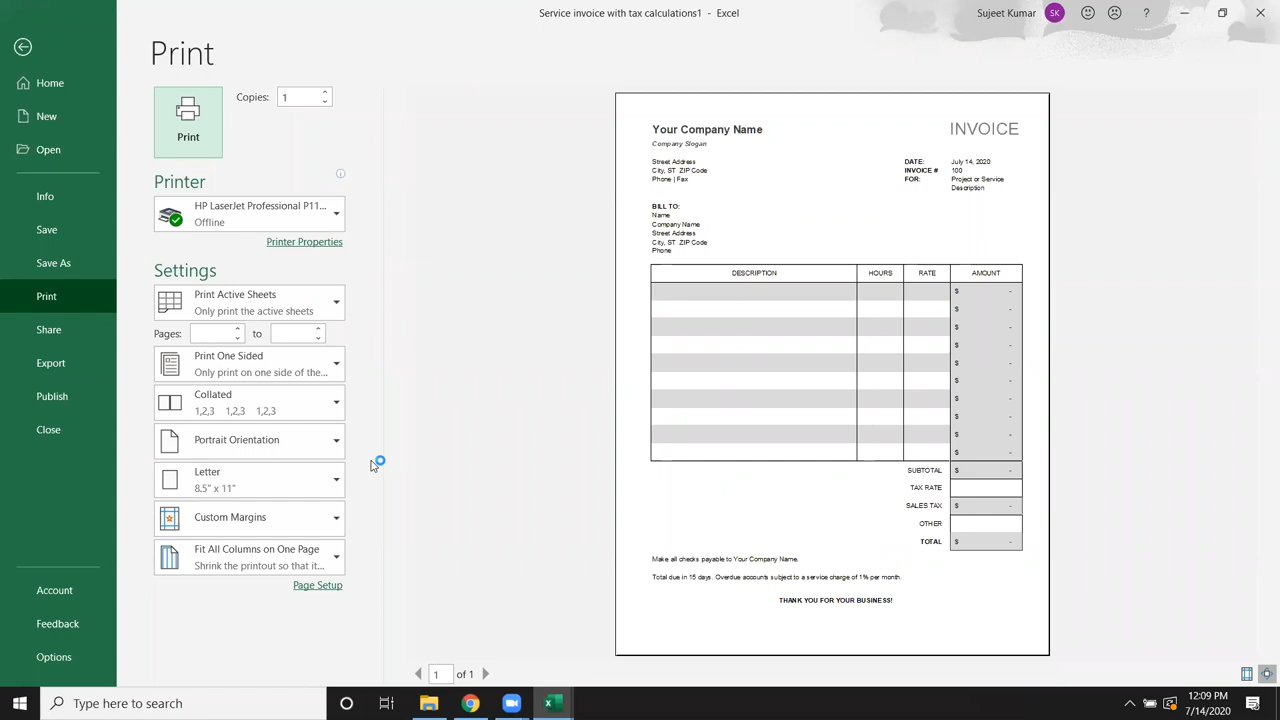 Service invoice with tax calculations1 - Excel
Sujeet Kumar SK ?
Print
Home
New
Open
Info
Save
Save As
Print
Share
Export
Publish
Close
Account
Feedback
Options
Print
Copies: 1
Printer
HP LaserJet Professional P11...
Offline
Printer Properties
Settings
Print Active Sheets
Only print the active sheets
Pages: to
Print One Sided
Only print on one side of the...
Collated
1,2,3 1,2,3 1,2,3
Portrait Orientation
Letter
8.5" x 11"
Custom Margins
Fit All Columns on One Page
Shrink the printout so that it...
Page Setup
Your Company Name
INVOICE
Company Slogan
Street Address
City, ST ZIP Code
Phone | Fax
DATE: July 14, 2020
INVOICE # 100
FOR: Project or Service
Description
BILL TO:
Name
Company Name
Street Address
City, ST ZIP Code
Phone
DESCRIPTION HOURS RATE AMOUNT
$ -
$ -
$ -
$ -
$ -
$ -
$ -
$ -
$ -
$ -
SUBTOTAL $ -
TAX RATE
SALES TAX $ -
OTHER
TOTAL $ -
Make all checks payable to Your Company Name.
Total due in 15 days. Overdue accounts subject to a service charge of 1% per month.
THANK YOU FOR YOUR BUSINESS!
1 of 1
Type here to search
12:09 PM
7/14/2020